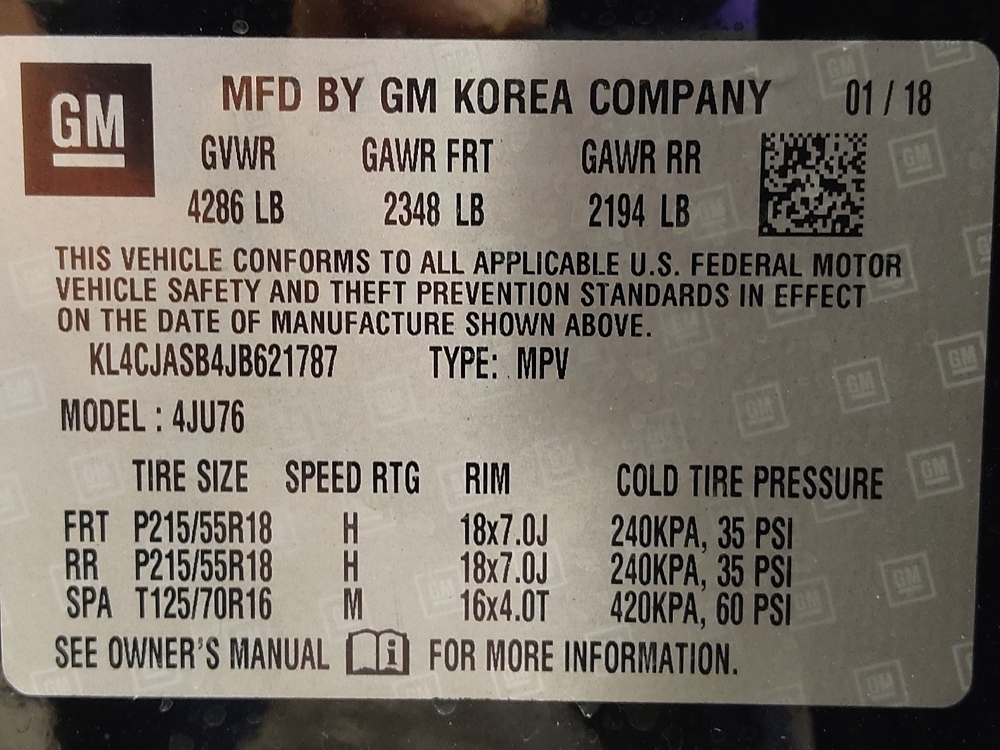 GM
MFD BY GM KOREA COMPANY 01 / 18
GVWR GAWR FRT GAWR RR
4286 LB 2348 LB 2194 LB
THIS VEHICLE CONFORMS TO ALL APPLICABLE U.S. FEDERAL MOTOR
VEHICLE SAFETY AND THEFT PREVENTION STANDARDS IN EFFECT
ON THE DATE OF MANUFACTURE SHOWN ABOVE.
KL4CJASB4JB621787 TYPE: MPV
MODEL : 4JU76
TIRE SIZE SPEED RTG RIM COLD TIRE PRESSURE
FRT P215/55R18 H 18x7.0J 240KPA, 35 PSI
RR P215/55R18 H 18x7.0J 240KPA, 35 PSI
SPA T125/70R16 M 16x4.0T 420KPA, 60 PSI
SEE OWNER'S MANUAL i FOR MORE INFORMATION.